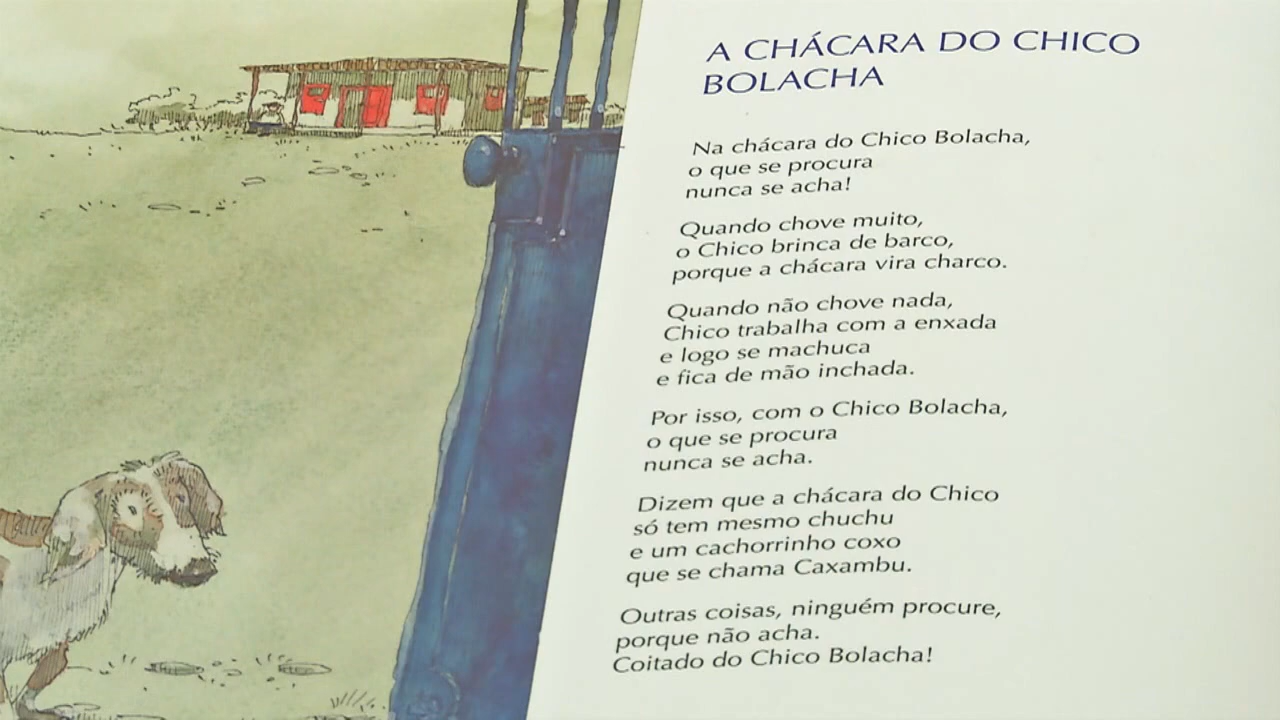 A CHÁCARA DO CHICO
BOLACHA
Na chácara do Chico Bolacha,
o que se procura
nunca se acha!
Quando chove muito,
o Chico brinca de barco,
porque a chácara vira charco.
Quando não chove nada,
Chico trabalha com a enxada
e logo se machuca
e fica de mão inchada.
Por isso, com o Chico Bolacha,
o que se procura
nunca se acha.
Dizem que a chácara do Chico
só tem mesmo chuchu
e um cachorrinho coxo
que se chama Caxambu.
Outras coisas, ninguém procure,
porque não acha.
Coitado do Chico Bolacha!